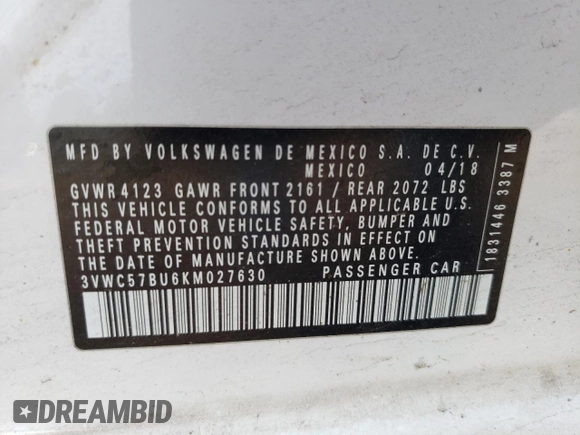 MFD BY VOLKSWAGEN DE MEXICO S.A. DE C.V.
MEXICO 04/18
GVWR 4123 GAWR FRONT 2161 / REAR 2072 LBS
THIS VEHICLE CONFORMS TO ALL APPLICABLE U.S.
FEDERAL MOTOR VEHICLE SAFETY, BUMPER AND
THEFT PREVENTION STANDARDS IN EFFECT ON
THE DATE OF MANUFACTURE SHOWN ABOVE.
3VWC57BU6KM027630 PASSENGER CAR
1831446 3387 M
DREAMBID